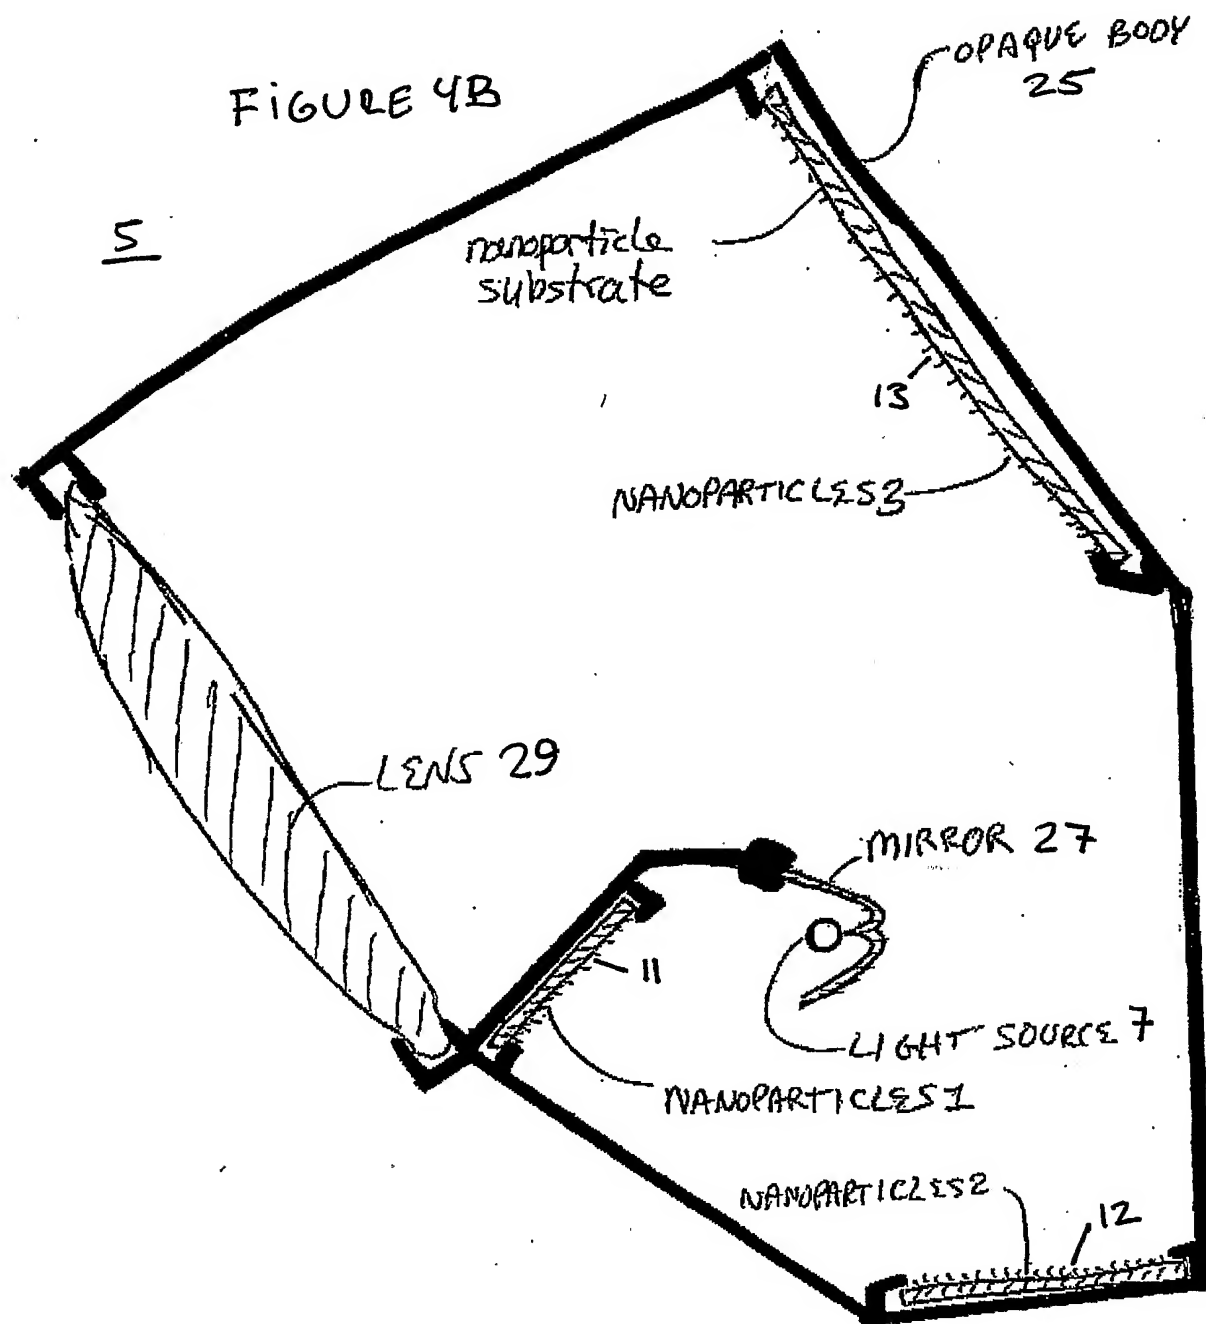 FIGURE 4B
OPAQUE BODY
25
5
nanoparticle
substrate
13
NANOPARTICLES 3
LENS 29
MIRROR 27
11
LIGHT SOURCE 7
NANOPARTICLES 1
NANOPARTICLES 2
12